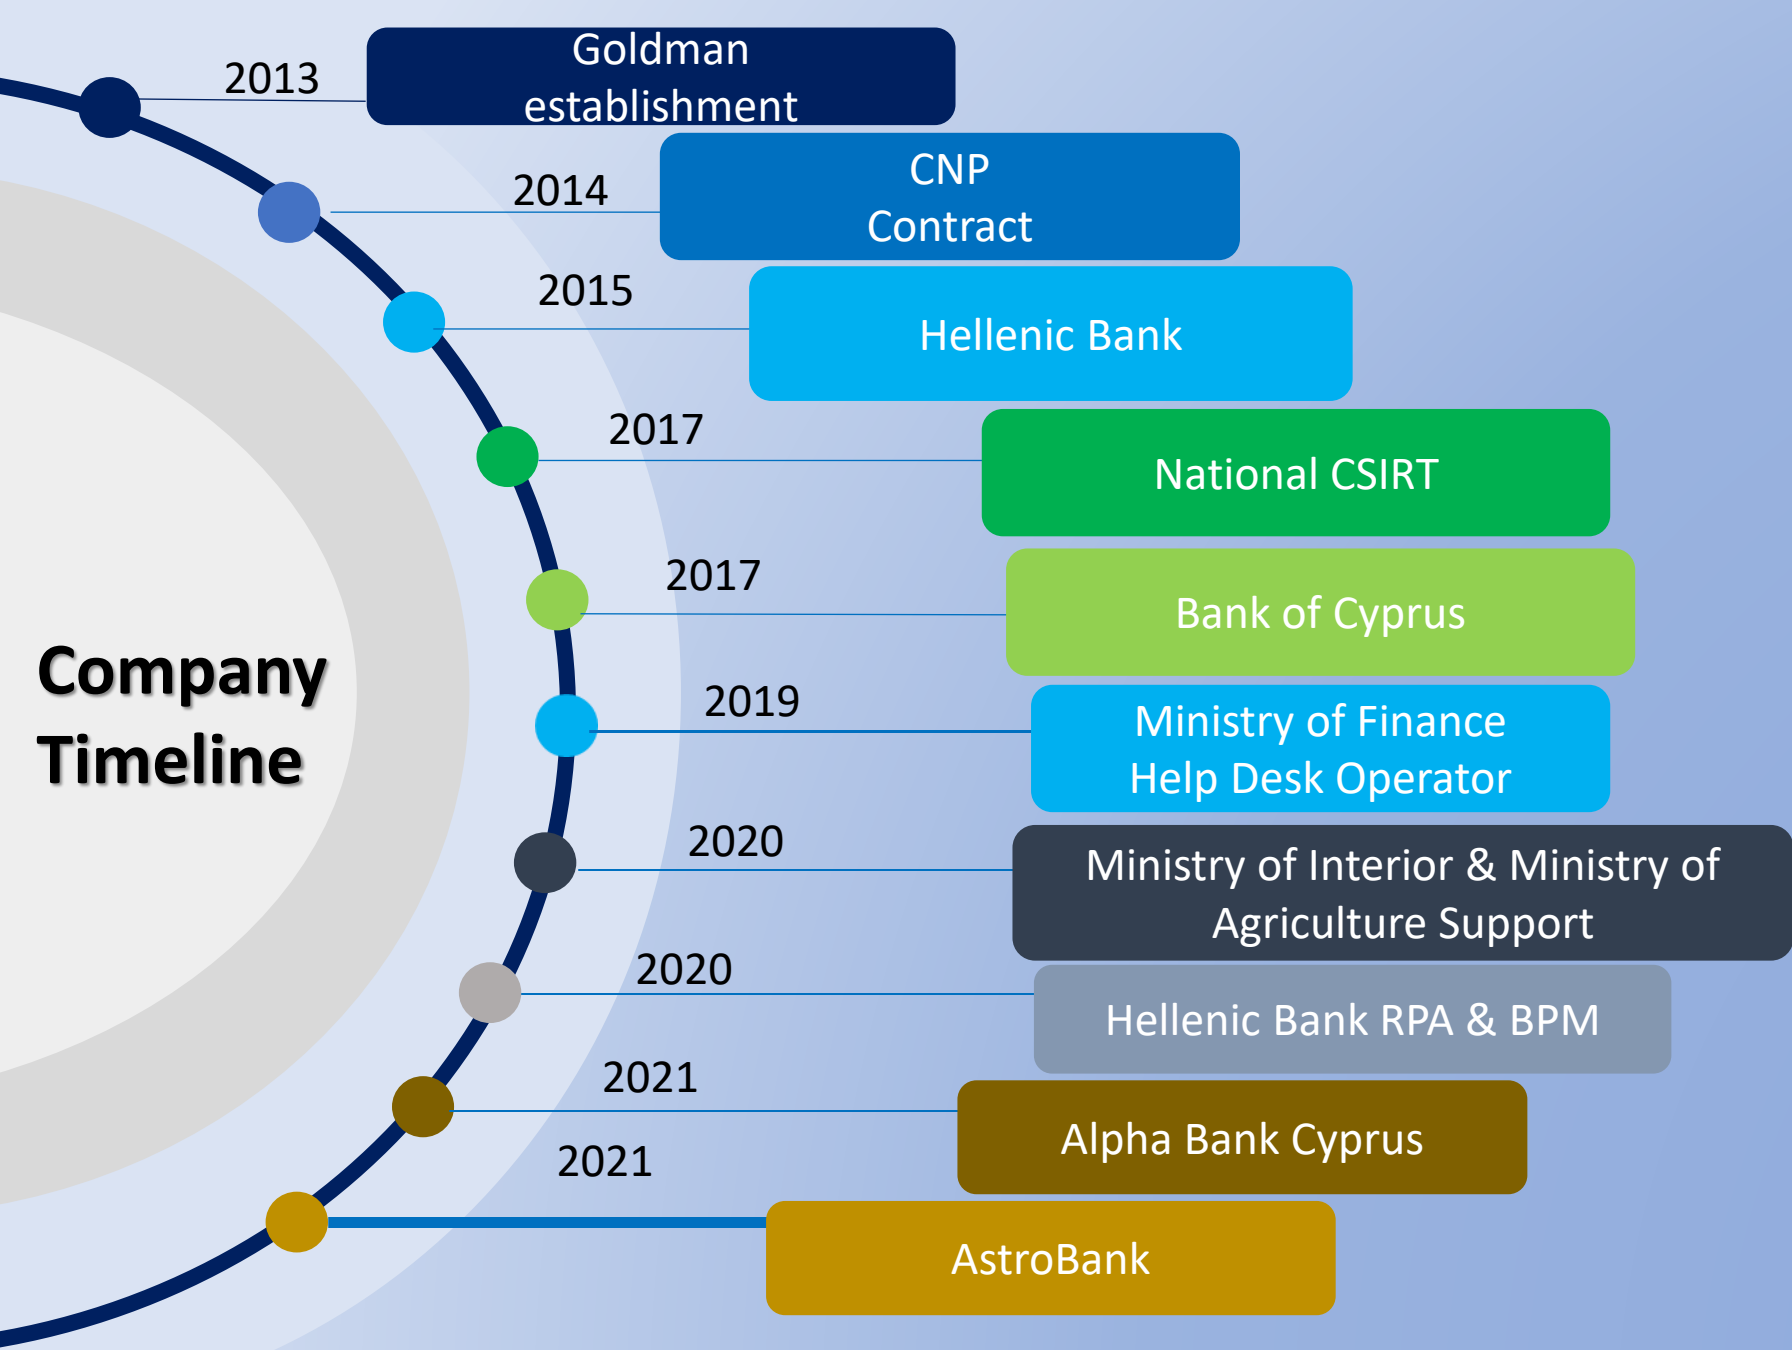 2013
Goldman
establishment
2014
CNP
Contract
2015
Hellenic Bank
2017
National CSIRT
2017
Bank of Cyprus
Company
Timeline
2019
Ministry of Finance
Help Desk Operator
2020
Ministry of Interior & Ministry of
Agriculture Support
2020
Hellenic Bank RPA & BPM
2021
Alpha Bank Cyprus
2021
AstroBank